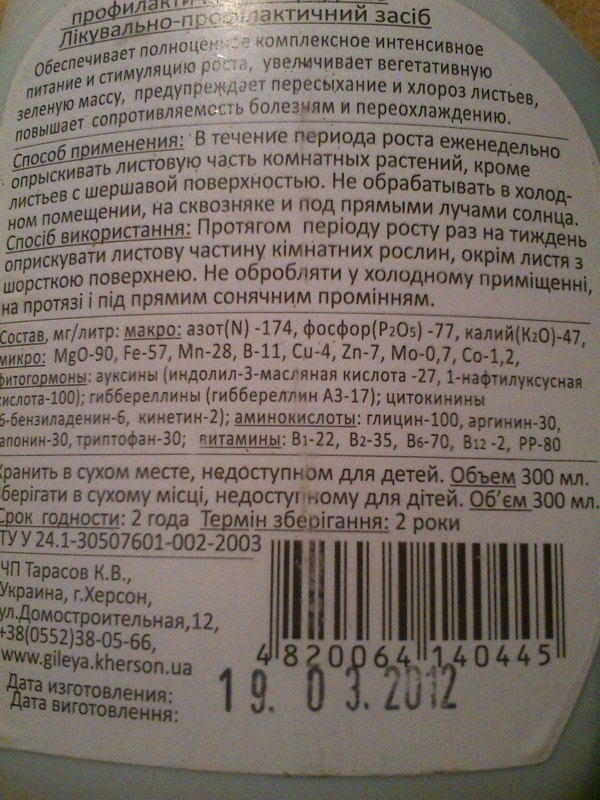 Лікувально-профілактичний засіб
Обеспечивает полноценное комплексное интенсивное
питание и стимуляцию роста, увеличивает вегетативную
зеленую массу, предупреждает пересыхание и хлороз листьев,
повышает сопротивляемость болезням и переохлаждению.
Способ применения: В течение периода роста еженедельно
опрыскивать листовую часть комнатных растений, кроме
листьев с шершавой поверхностью. Не обрабатывать в холод-
ном помещении, на сквозняке и под прямыми лучами солнца.
Спосіб використання: Протягом періоду росту раз на тиждень
оприскувати листову частину кімнатних рослин, окрім листя з
шорсткою поверхнею. Не обробляти у холодному приміщенні,
на протязі і під прямим сонячним промінням.
Состав, мг/литр: макро: азот(N) -174, фосфор(P₂O₅) -77, калий(K₂O)-47,
микро: MgO-90, Fe-57, Mn-28, B-11, Cu-4, Zn-7, Mo-0,7, Co-1,2,
фитогормоны: ауксины (индолил-3-масляная кислота -27, 1-нафтилуксусная
кислота-100); гиббереллины (гиббереллин А3-17); цитокинины
6-бензиладенин-6, кинетин-2); аминокислоты: глицин-100, аргинин-30,
апонин-30, триптофан-30; витамины: B₁-22, B₂-35, B₆-70, B₁₂ -2, PP-80
Хранить в сухом месте, недоступном для детей. Объем 300 мл.
берігати в сухому місці, недоступному для дітей. Об'єм 300 мл.
Срок годности: 2 года Термін зберігання: 2 роки
ТУ У 24.1-30507601-002-2003
ЧП Тарасов К.В.,
Украина, г.Херсон,
ул.Домостроительная,12,
+38(0552)38-05-66,
www.gileya.kherson.ua
4 820064 140445
Дата изготовления:
Дата виготовлення:
19. 03.2012